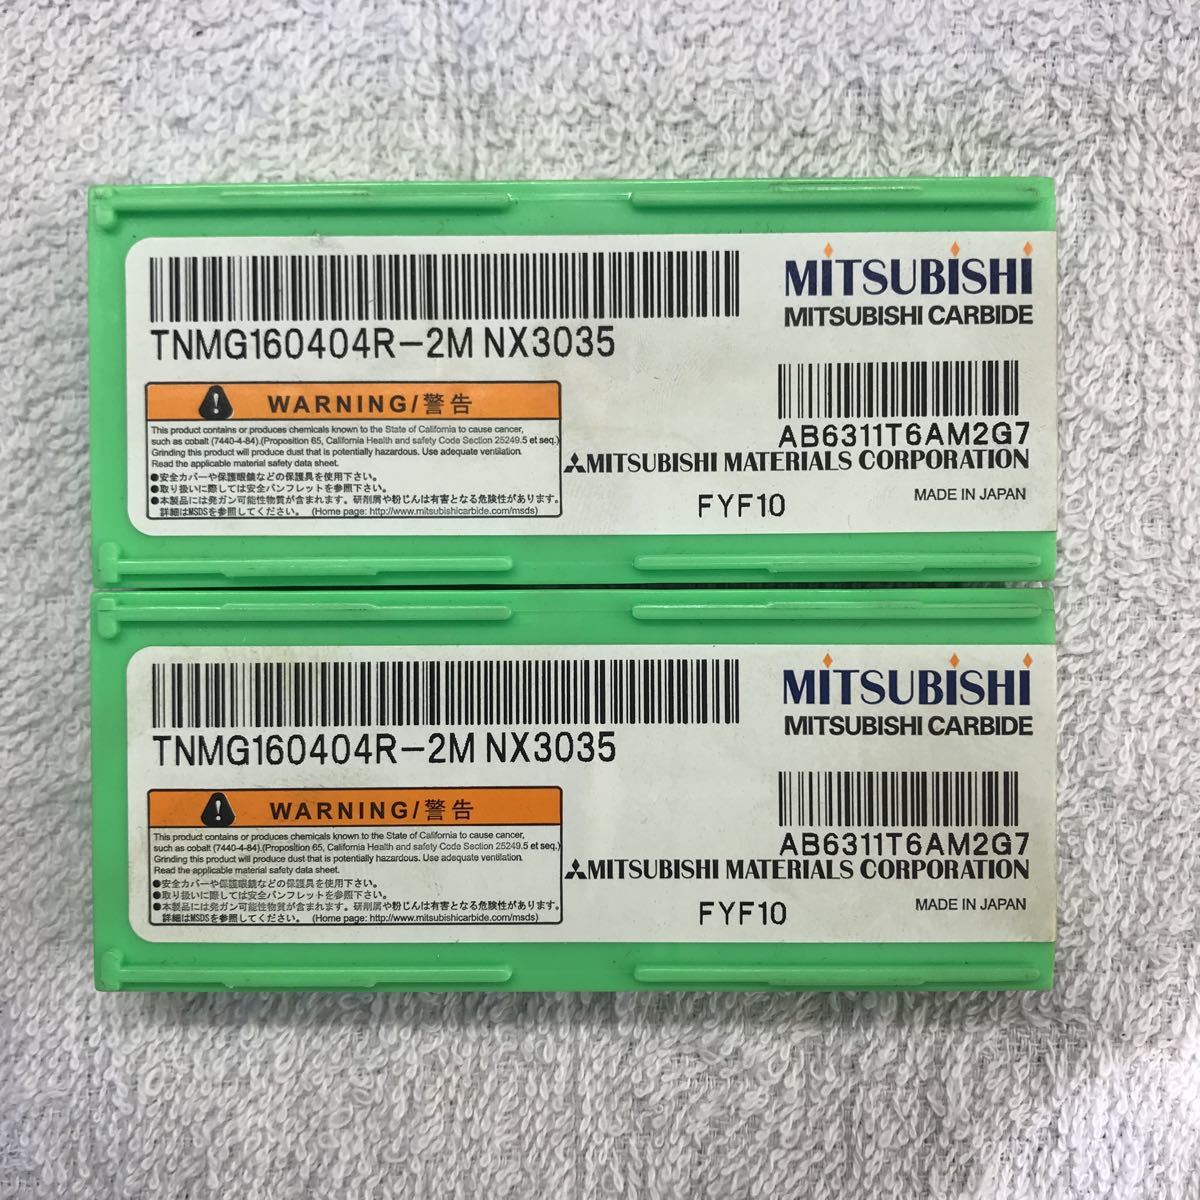 MITSUBISHI
MITSUBISHI CARBIDE
TNMG160404R-2M NX3035
WARNING/警告
This product contains or produces chemicals known to the State of California to cause cancer,
such as cobalt (7440-4-84).(Proposition 65, California Health and safety Code Section 25249.5 et seq.)
Grinding this product will produce dust that is potentially hazardous. Use adequate ventilation.
Read the applicable material safety data sheet.
●安全カバーや保護眼鏡などの保護具を使用下さい。
●取り扱いに際しては安全パンフレットを参照下さい。
●本製品には発ガン可能性物質が含まれます。研削屑や粉じんは有害となる危険性があります。
詳細はMSDSを参照してください。 (Home page: http://www.mitsubishicarbide.com/msds)
AB6311T6AM2G7
MITSUBISHI MATERIALS CORPORATION
FYF10
MADE IN JAPAN
MITSUBISHI
MITSUBISHI CARBIDE
TNMG160404R-2M NX3035
WARNING/警告
This product contains or produces chemicals known to the State of California to cause cancer,
such as cobalt (7440-4-84).(Proposition 65, California Health and safety Code Section 25249.5 et seq.)
Grinding this product will produce dust that is potentially hazardous. Use adequate ventilation.
Read the applicable material safety data sheet.
●安全カバーや保護眼鏡などの保護具を使用下さい。
●取り扱いに際しては安全パンフレットを参照下さい。
●本製品には発ガン可能性物質が含まれます。研削屑や粉じんは有害となる危険性があります。
詳細はMSDSを参照してください。 (Home page: http://www.mitsubishicarbide.com/msds)
AB6311T6AM2G7
MITSUBISHI MATERIALS CORPORATION
FYF10
MADE IN JAPAN